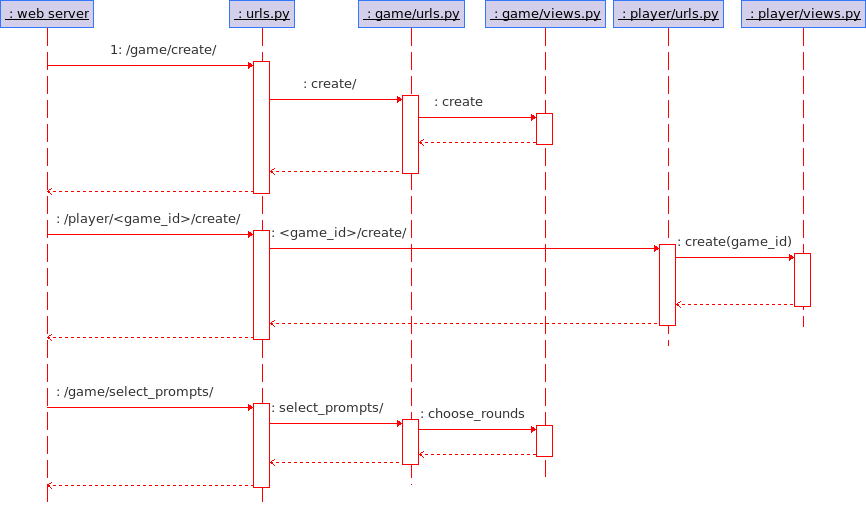 : web server
: urls.py
: game/urls.py
: game/views.py
: player/urls.py
: player/views.py
1: /game/create/
: create/
: create
: /player/<game_id>/create/
: <game_id>/create/
: create(game_id)
: /game/select_prompts/
: select_prompts/
: choose_rounds